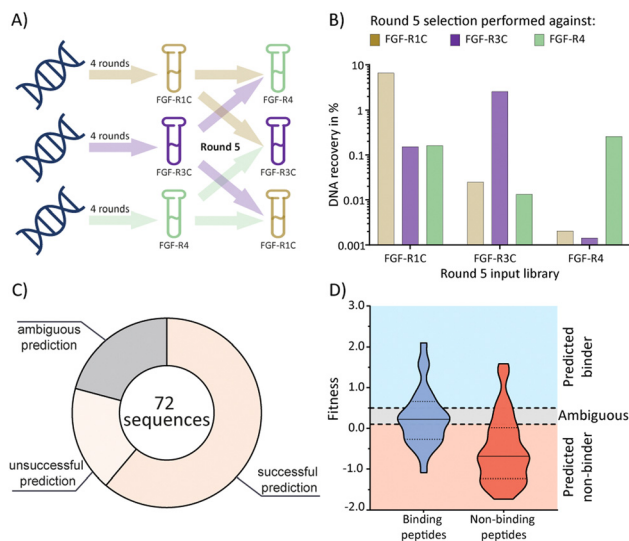 A)
4 rounds
FGF-R1C
FGF-R4
4 rounds
Round 5
FGF-R3C
FGF-R3C
4 rounds
FGF-R4
FGF-R1C
B)
Round 5 selection performed against:
FGF-R1C
FGF-R3C
FGF-R4
DNA recovery in %
10
1
0.1
0.01
0.001
FGF-R1C
FGF-R3C
FGF-R4
Round 5 input library
C)
ambiguous
prediction
72
sequences
unsuccessful
prediction
successful
prediction
D)
Fitness
3.0
2.0
1.0
0.0
-1.0
-2.0
Predicted
binder
Ambiguous
Predicted
non-binder
Binding
peptides
Non-binding
peptides